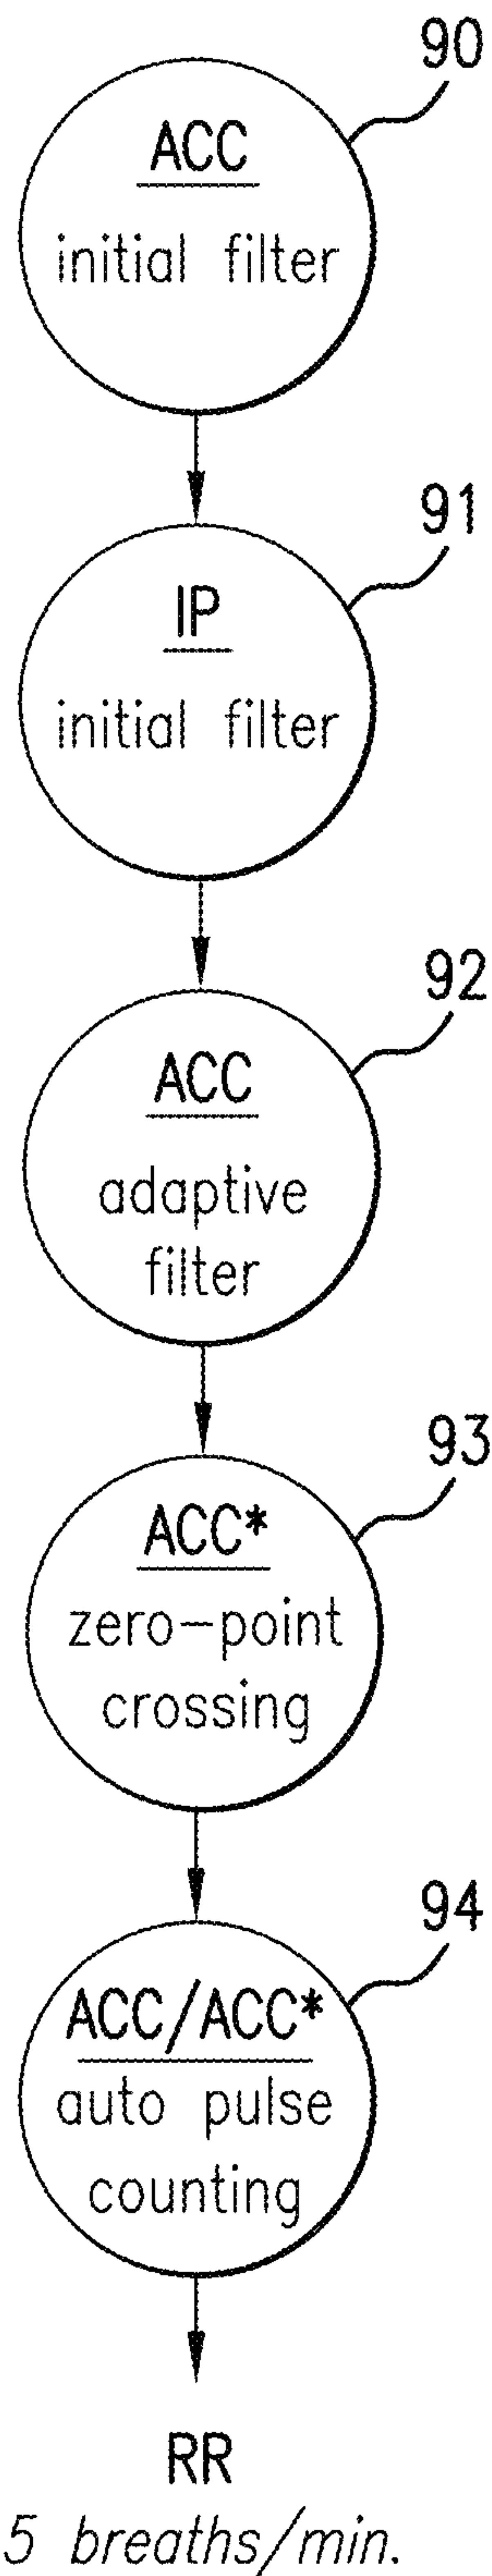 90
ACC
initial filter
91
IP
initial filter
92
ACC
adaptive
filter
93
ACC*
zero-point
crossing
94
ACC/ACC*
auto pulse
counting
RR
5 breaths/min.